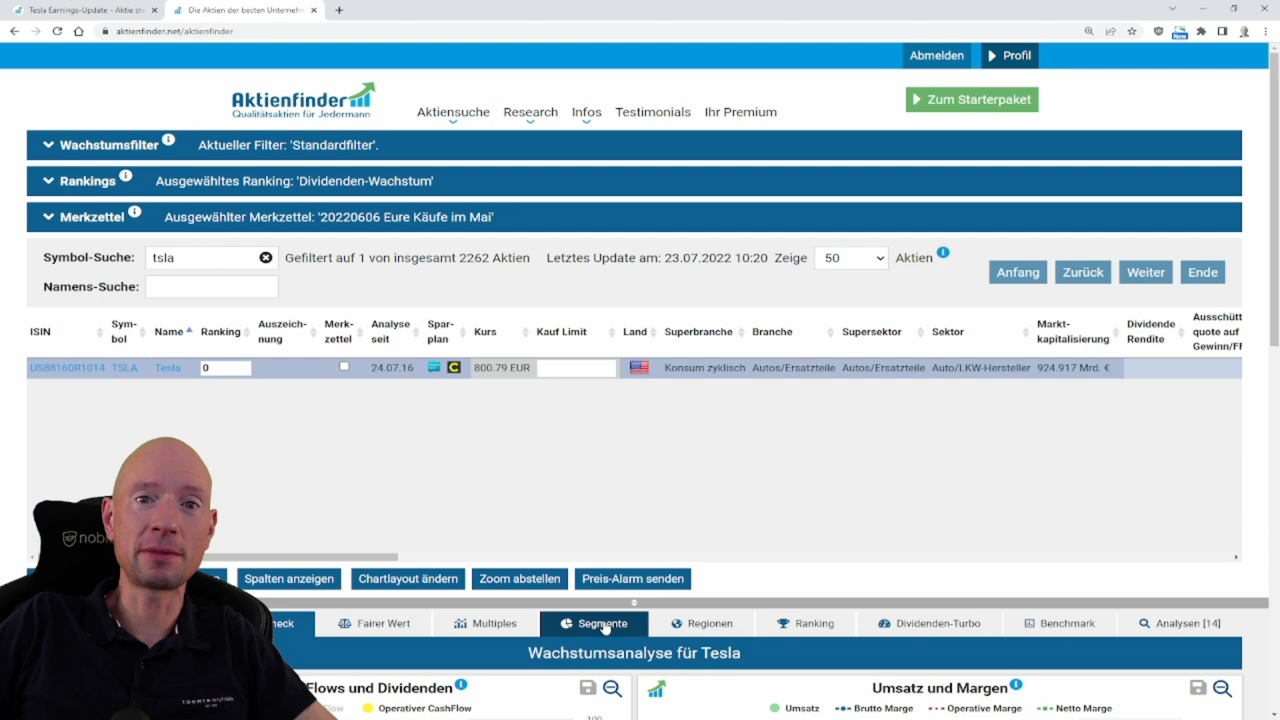 Tesla Earnings-Update - Aktie ste
Die Aktien der besten Unternehm
aktienfinder.net/aktienfinder
New
Abmelden
Profil
Aktienfinder
Qualitätsaktien für Jedermann
Aktiensuche Research Infos Testimonials Ihr Premium
Zum Starterpaket
Wachstumsfilter Aktueller Filter: 'Standardfilter'.
Rankings Ausgewähltes Ranking: 'Dividenden-Wachstum'
Merkzettel Ausgewählter Merkzettel: '20220606 Eure Käufe im Mai'
Symbol-Suche: tsla Gefiltert auf 1 von insgesamt 2262 Aktien Letztes Update am: 23.07.2022 10:20 Zeige 50 Aktien
Namens-Suche:
Anfang Zurück Weiter Ende
ISIN Sym-bol Name Ranking Auszeich-nung Merk-zettel Analyse seit Spar-plan Kurs Kauf Limit Land Superbranche Branche Supersektor Sektor Markt-kapitalisierung Dividende Rendite Ausschütt quote auf Gewinn/FF
US88160R1014 TSLA Tesla 0 24.07.16 800.79 EUR Konsum zyklisch Autos/Ersatzteile Autos/Ersatzteile Auto/LKW-Hersteller 924.917 Mrd. €
Spalten anzeigen Chartlayout ändern Zoom abstellen Preis-Alarm senden
heck Fairer Wert Multiples Segmente Regionen Ranking Dividenden-Turbo Benchmark Analysen [14]
Wachstumsanalyse für Tesla
Flows und Dividenden
Operativer CashFlow
100
Umsatz und Margen
Umsatz Brutto Marge Operative Marge Netto Marge
nobl
TOMMY HILFIGER